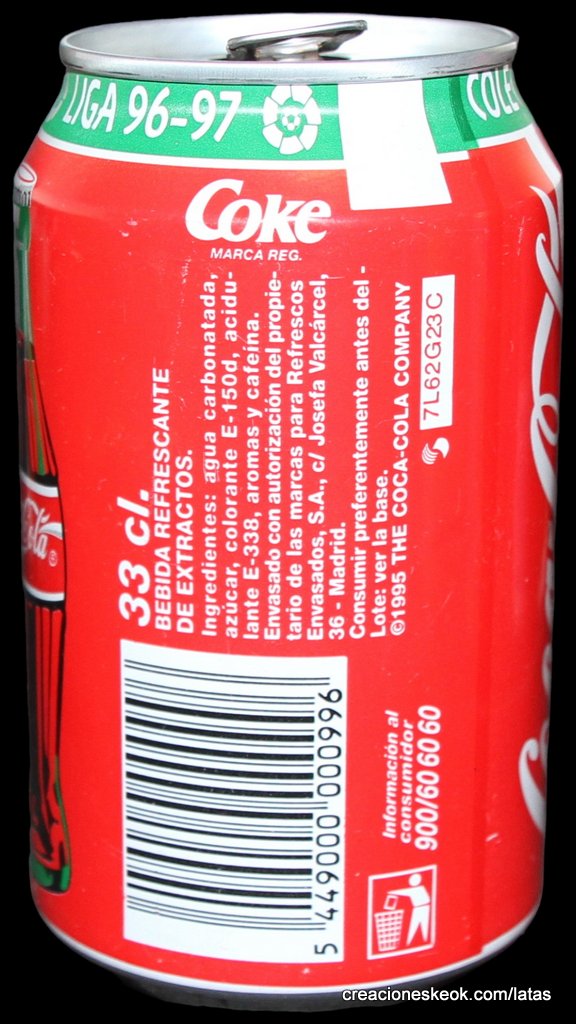 LIGA 96-97
COLE
Coke
MARCA REG.
33 cl.
BEBIDA REFRESCANTE
DE EXTRACTOS.
Ingredientes: agua carbonatada,
azúcar, colorante E-150d, acidu-
lante E-338, aromas y cafeína.
Envasado con autorización del propie-
tario de las marcas para Refrescos
Envasados, S.A., c/ Josefa Valcárcel,
36 - Madrid.
Consumir preferentemente antes del -
Lote: ver la base.
©1995 THE COCA-COLA COMPANY
7L62G23C
5 449000 000996
Información al
consumidor
900/60 60 60
creacioneskeok.com/latas